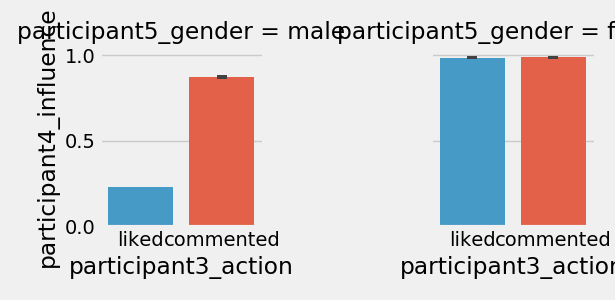 participant5_gender = male
participant5_gender = f
participant4_influence
1.0
0.5
0.0
liked
commented
liked
commented
participant3_action
participant3_action